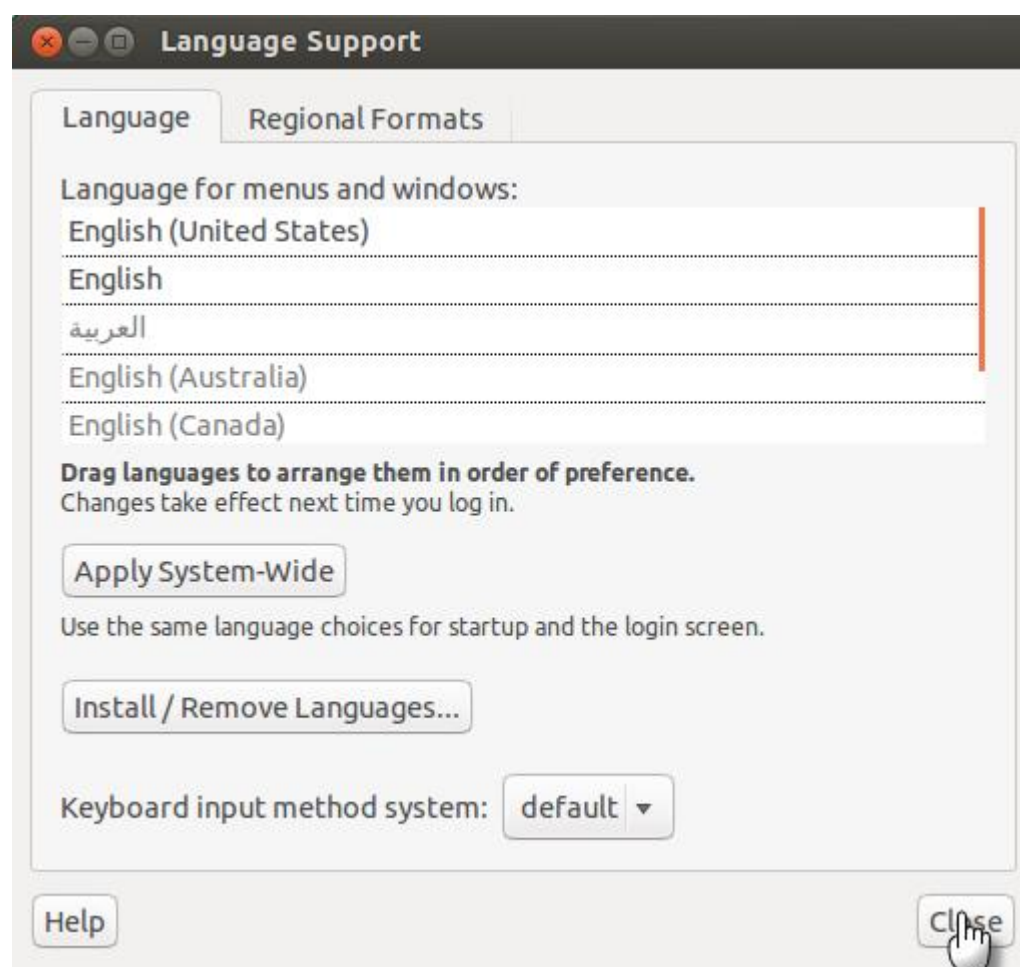 Language Support
Language
Regional Formats
Language for menus and windows:
English (United States)
English
العربية
English (Australia)
English (Canada)
Drag languages to arrange them in order of preference.
Changes take effect next time you log in.
Apply System-Wide
Use the same language choices for startup and the login screen.
Install / Remove Languages...
Keyboard input method system: default
Help
Close